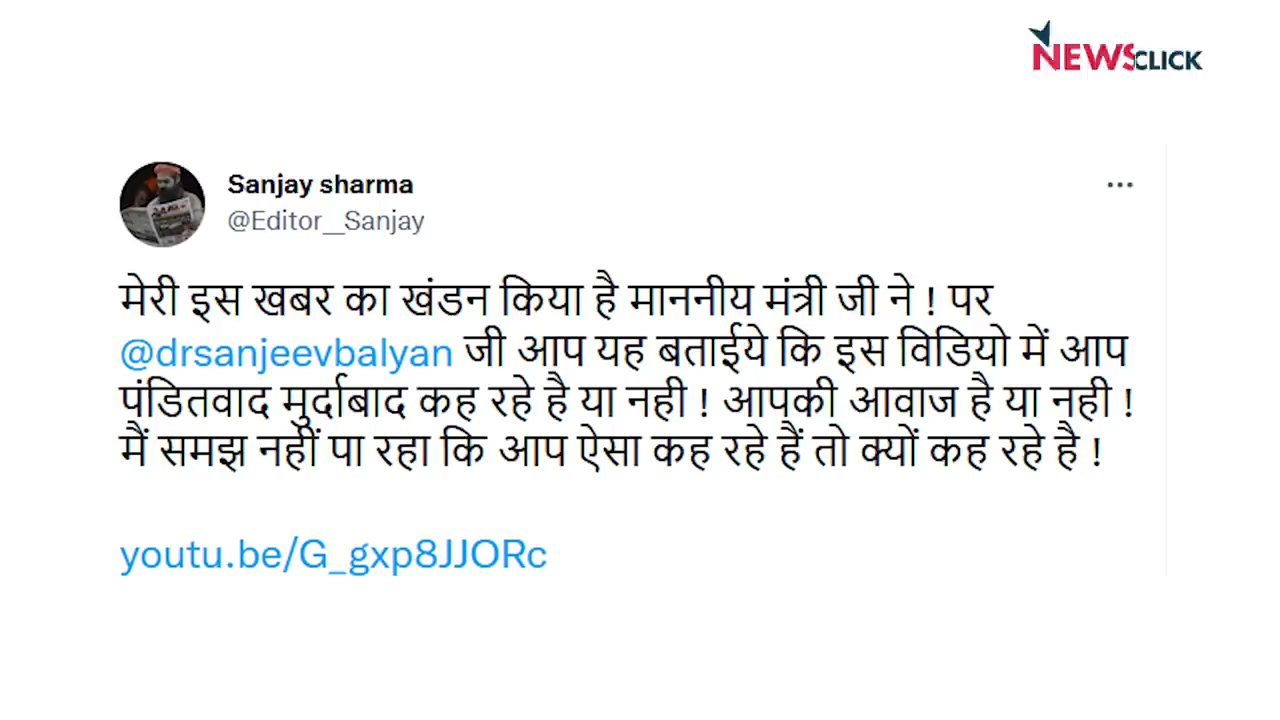 NEWSCLICK
Sanjay sharma
@Editor__Sanjay
मेरी इस खबर का खंडन किया है माननीय मंत्री जी ने ! पर
@drsanjeevbalyan जी आप यह बताईये कि इस विडियो में आप
पंडितवाद मुर्दाबाद कह रहे है या नही ! आपकी आवाज है या नही !
मैं समझ नहीं पा रहा कि आप ऐसा कह रहे हैं तो क्यों कह रहे है !
youtu.be/G_gxp8JJORc